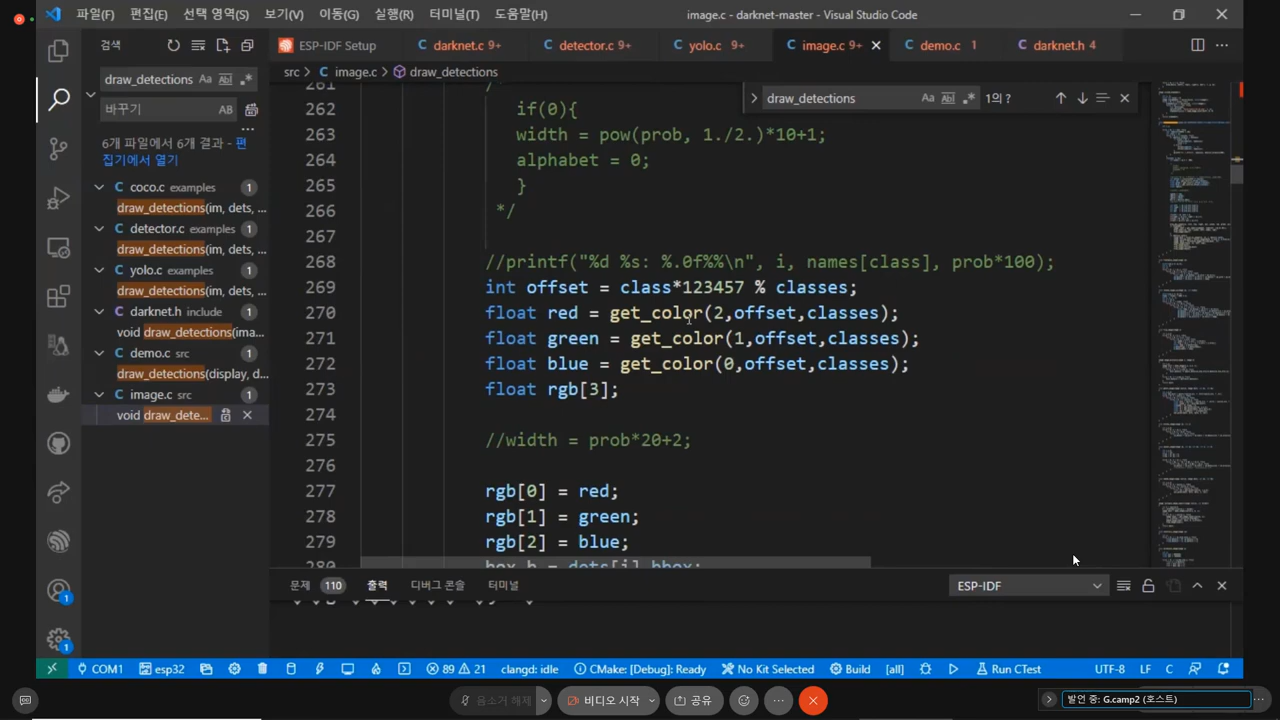 파일(F) 편집(E) 선택 영역(S) 보기(V) 이동(G) 실행(R) 터미널(T) 도움말(H) image.c - darknet-master - Visual Studio Code
검색
ESP-IDF Setup darknet.c 9+ detector.c 9+ yolo.c 9+ image.c 9+ demo.c 1 darknet.h 4
draw_detections
바꾸기
6개 파일에서 6개 결과 - 편
집기에서 열기
coco.c examples 1
draw_detections(im, dets, ...
detector.c examples 1
draw_detections(im, dets, ...
yolo.c examples 1
draw_detections(im, dets, ...
darknet.h include 1
void draw_detections(ima...
demo.c src 1
draw_detections(display, d...
image.c src 1
void draw_dete...
src > C image.c > draw_detections
draw_detections Aa ab .* 1의 ?
261 /*
262 if(0){
263 width = pow(prob, 1./2.)*10+1;
264 alphabet = 0;
265 }
266 */
267
268 //printf("%d %s: %.0f%%\n", i, names[class], prob*100);
269 int offset = class*123457 % classes;
270 float red = get_color(2,offset,classes);
271 float green = get_color(1,offset,classes);
272 float blue = get_color(0,offset,classes);
273 float rgb[3];
274
275 //width = prob*20+2;
276
277 rgb[0] = red;
278 rgb[1] = green;
279 rgb[2] = blue;
280 box b = dets[i].bbox;
문제 110 출력 디버그 콘솔 터미널 ESP-IDF
COM1 esp32 89 21 clangd: idle CMake: [Debug]: Ready No Kit Selected Build [all] Run CTest UTF-8 LF C
음소거 해제 비디오 시작 공유 발언 중: G.camp2 (호스트)